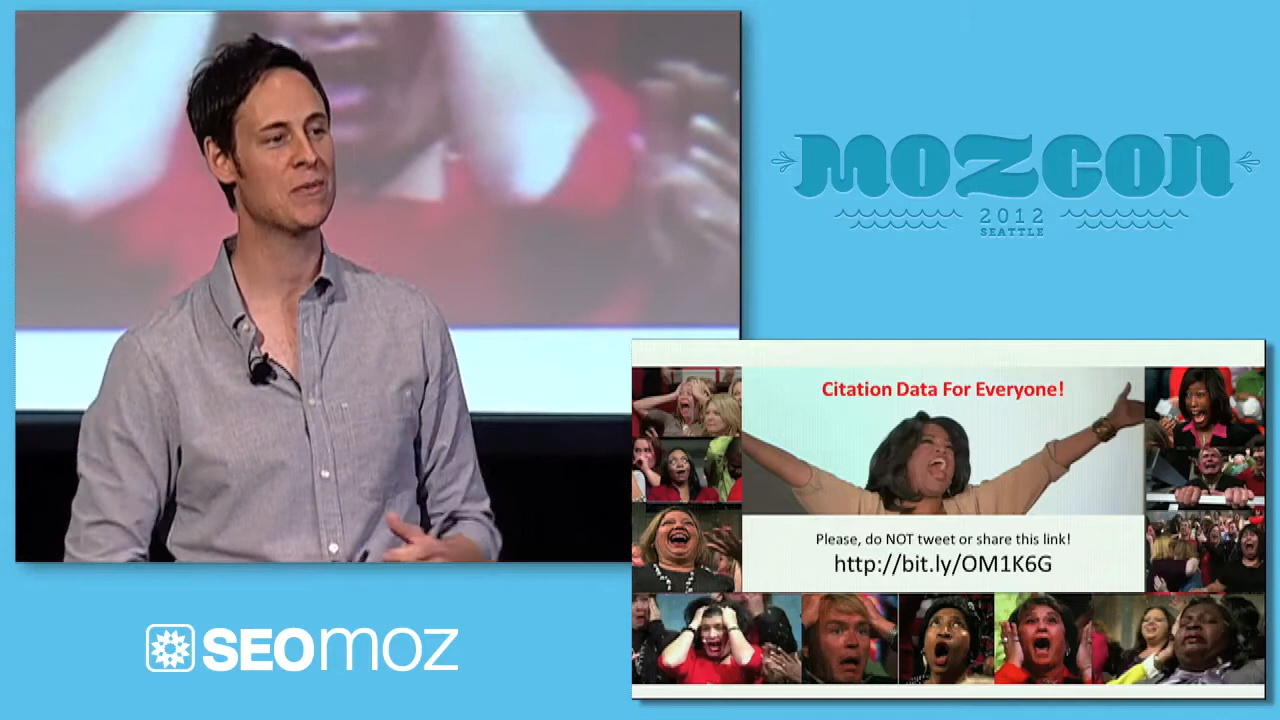 MOZCON
2012
SEATTLE
Citation Data For Everyone!
Please, do NOT tweet or share this link!
http://bit.ly/OM1K6G
SEOmoz